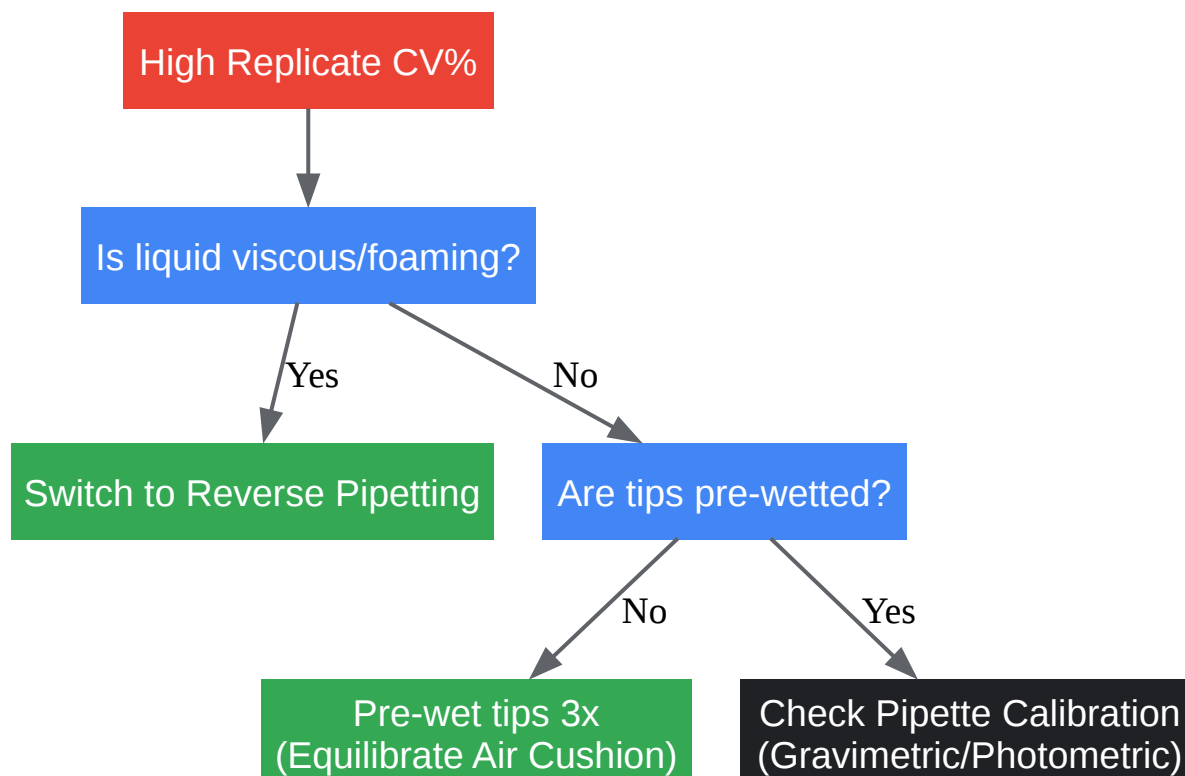 High Replicate CV%
Is liquid viscous/foaming?
Yes
No
Switch to Reverse Pipetting
Are tips pre-wetted?
No
Yes
Pre-wet tips 3x
(Equilibrate Air Cushion)
Check Pipette Calibration
(Gravimetric/Photometric)